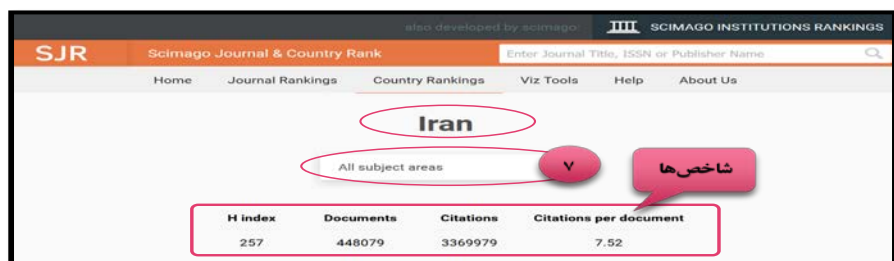 also developed by scimago: SCIMAGO INSTITUTIONS RANKINGS
SJR Scimago Journal & Country Rank Enter Journal Title, ISSN or Publisher Name
Home Journal Rankings Country Rankings Viz Tools Help About Us
Iran
All subject areas ۷ شاخص‌ها
H index Documents Citations Citations per document
257 448079 3369979 7.52